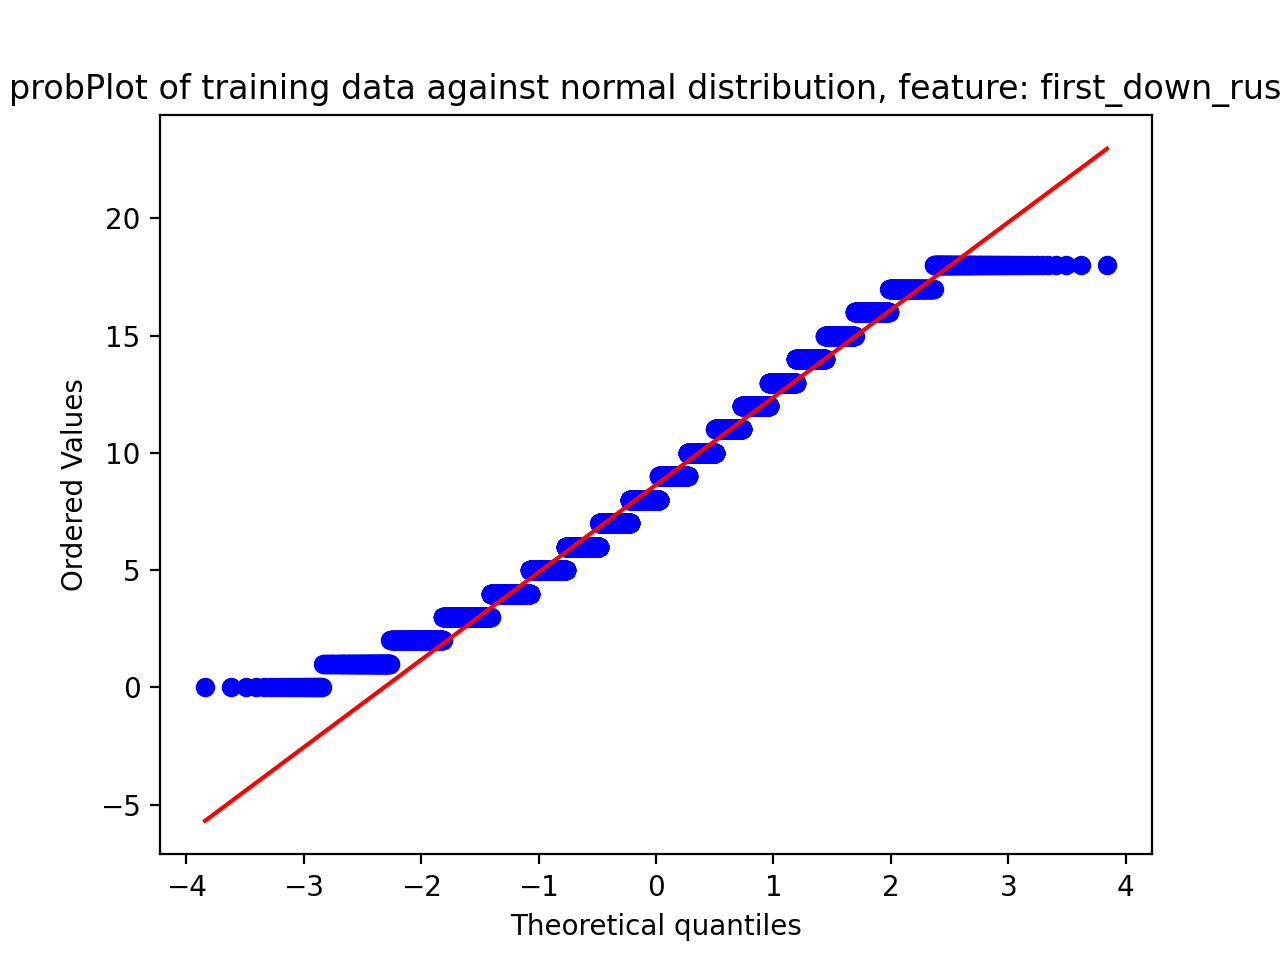 probPlot of training data against normal distribution, feature: first_down_rus
20
15
10
5
0
−5
Ordered Values
−4 −3 −2 −1 0 1 2 3 4
Theoretical quantiles